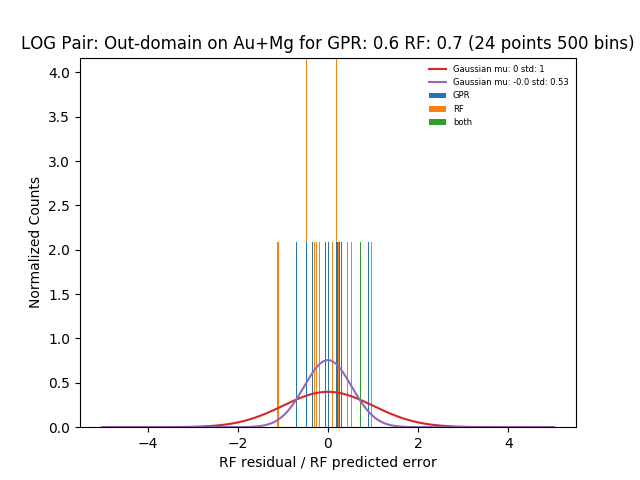 LOG Pair: Out-domain on Au+Mg for GPR: 0.6 RF: 0.7 (24 points 500 bins)
Gaussian mu: 0 std: 1
Gaussian mu: -0.0 std: 0.53
GPR
RF
both
Normalized Counts
4.0
3.5
3.0
2.5
2.0
1.5
1.0
0.5
0.0
−4 −2 0 2 4
RF residual / RF predicted error